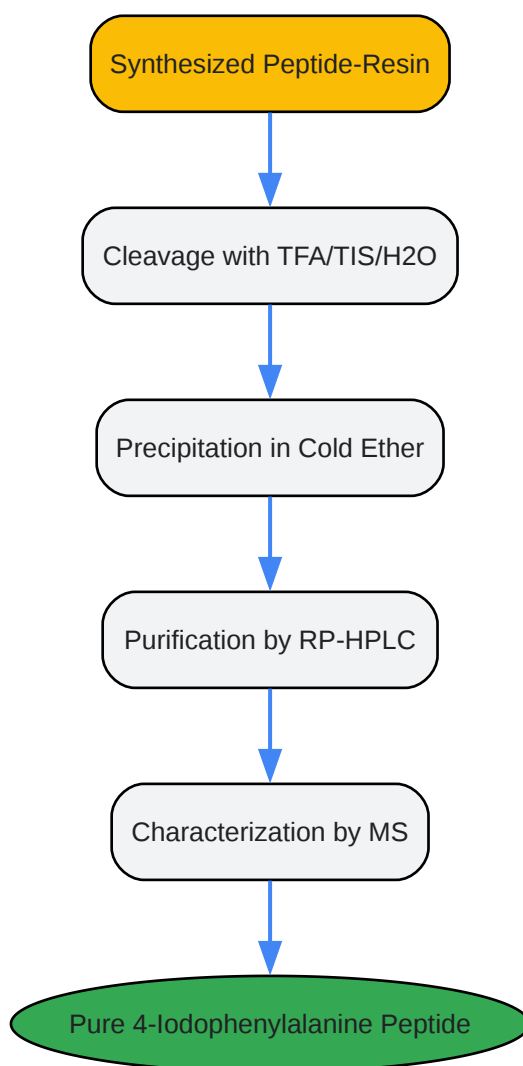 Synthesized Peptide-Resin
Cleavage with TFA/TIS/H2O
Precipitation in Cold Ether
Purification by RP-HPLC
Characterization by MS
Pure 4-Iodophenylalanine Peptide